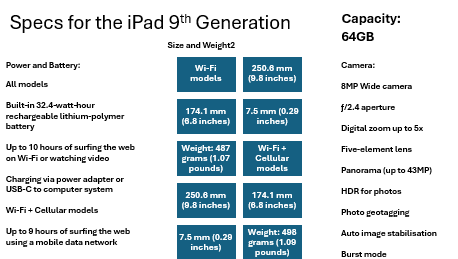 Specs for the iPad 9th Generation
Capacity:
64GB
Size and Weight2
Power and Battery:
All models
Built-in 32.4-watt-hour
rechargeable lithium-polymer
battery
Up to 10 hours of surfing the web
on Wi-Fi or watching video
Charging via power adapter or
USB-C to computer system
Wi-Fi + Cellular models
Up to 9 hours of surfing the web
using a mobile data network
Wi-Fi
models
250.6 mm
(9.8 inches)
174.1 mm
(6.8 inches)
7.5 mm (0.29
inches)
Weight: 487
grams (1.07
pounds)
Wi-Fi +
Cellular
models
250.6 mm
(9.8 inches)
174.1 mm
(6.8 inches)
7.5 mm (0.29
inches)
Weight: 498
grams (1.09
pounds)
Camera:
8MP Wide camera
ƒ/2.4 aperture
Digital zoom up to 5x
Five-element lens
Panorama (up to 43MP)
HDR for photos
Photo geotagging
Auto image stabilisation
Burst mode